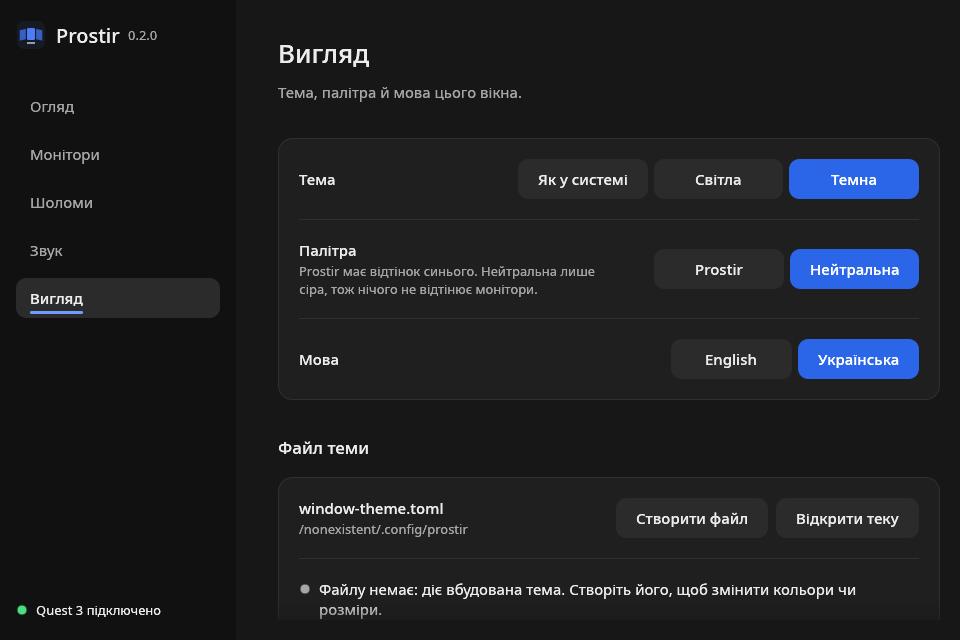 Prostir 0.2.0
Огляд
Монітори
Шоломи
Звук
Вигляд
Quest 3 підключено
Вигляд
Тема, палітра й мова цього вікна.
Тема
Як у системі
Світла
Темна
Палітра
Prostir має відтінок синього. Нейтральна лише
сіра, тож нічого не відтінює монітори.
Prostir
Нейтральна
Мова
English
Українська
Файл теми
window-theme.toml
/nonexistent/.config/prostir
Створити файл
Відкрити теку
Файлу немає: діє вбудована тема. Створіть його, щоб змінити кольори чи
розміри.